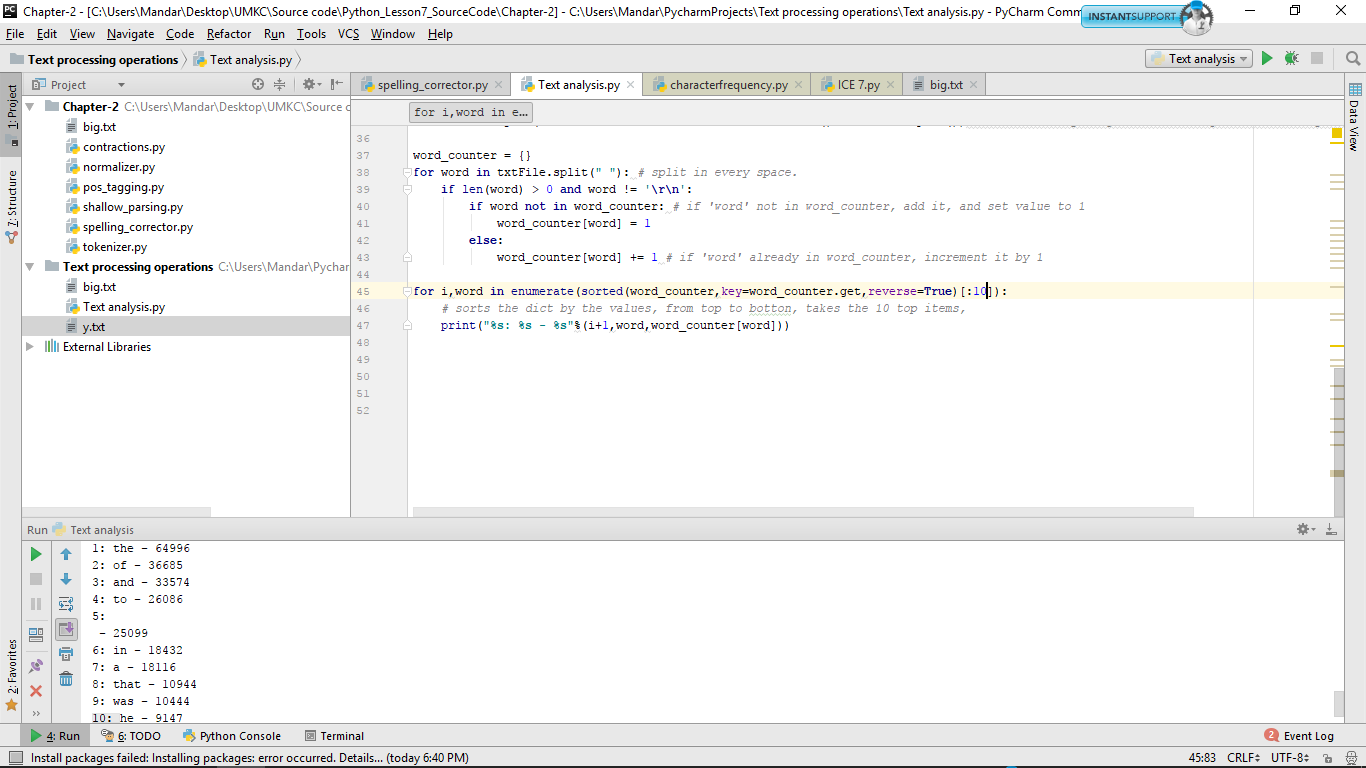 Chapter-2 - [C:\Users\Mandar\Desktop\UMKC\Source code\Python_Lesson7_SourceCode\Chapter-2] - C:\Users\Mandar\PycharmProjects\Text processing operations\Text analysis.py - PyCharm Comm
INSTANTSUPPORT
File Edit View Navigate Code Refactor Run Tools VCS Window Help
Text processing operations Text analysis.py Text analysis
Project spelling_corrector.py Text analysis.py characterfrequency.py ICE 7.py big.txt
1: Project
7: Structure
2: Favorites
Data View
Chapter-2 C:\Users\Mandar\Desktop\UMKC\Source c
big.txt
contractions.py
normalizer.py
pos_tagging.py
shallow_parsing.py
spelling_corrector.py
tokenizer.py
Text processing operations C:\Users\Mandar\Pychar
big.txt
Text analysis.py
y.txt
External Libraries
for i,word in e...
36
37 word_counter = {}
38 for word in txtFile.split(" "): # split in every space.
39 if len(word) > 0 and word != '\r\n':
40 if word not in word_counter: # if 'word' not in word_counter, add it, and set value to 1
41 word_counter[word] = 1
42 else:
43 word_counter[word] += 1 # if 'word' already in word_counter, increment it by 1
44
45 for i,word in enumerate(sorted(word_counter,key=word_counter.get,reverse=True)[:10]):
46 # sorts the dict by the values, from top to botton, takes the 10 top items,
47 print("%s: %s - %s"%(i+1,word,word_counter[word]))
48
49
50
51
52
Run Text analysis
1: the - 64996
2: of - 36685
3: and - 33574
4: to - 26086
5:
- 25099
6: in - 18432
7: a - 18116
8: that - 10944
9: was - 10444
10: he - 9147
4: Run 6: TODO Python Console Terminal 2 Event Log
Install packages failed: Installing packages: error occurred. Details... (today 6:40 PM) 45:83 CRLF UTF-8